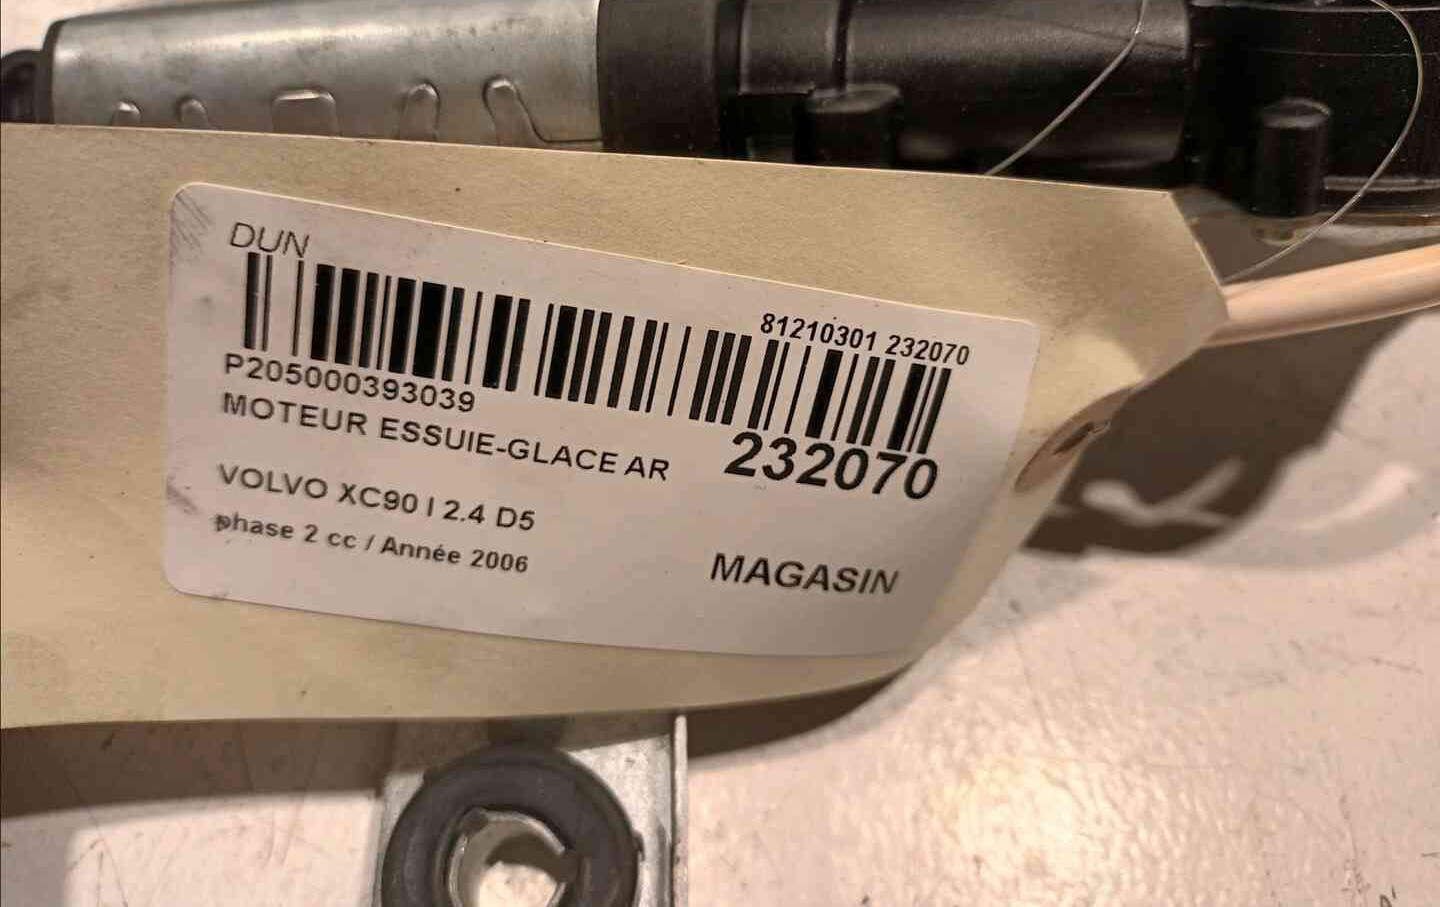 DUN
81210301 232070
P205000393039
MOTEUR ESSUIE-GLACE AR
232070
VOLVO XC90 I 2.4 D5
phase 2 cc / Année 2006
MAGASIN